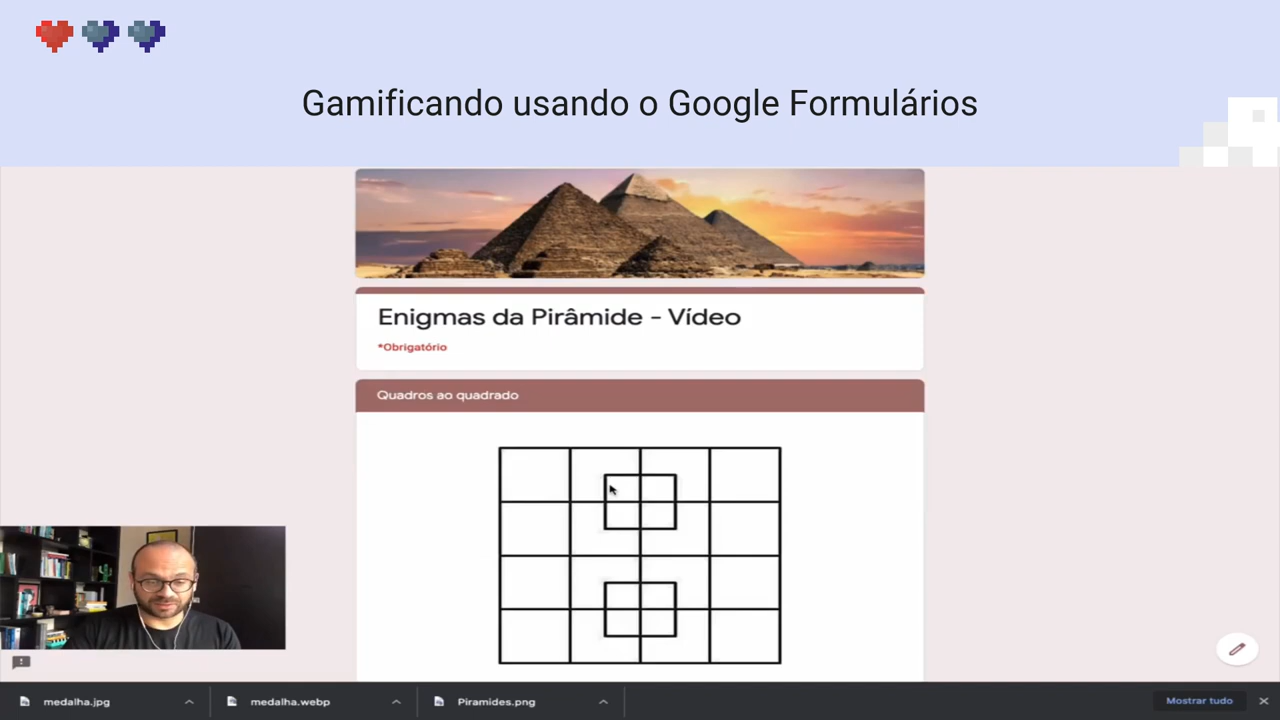 Gamificando usando o Google Formulários
Enigmas da Pirâmide - Vídeo
*Obrigatório
Quadros ao quadrado
medalha.jpg
medalha.webp
Piramides.png
Mostrar tudo